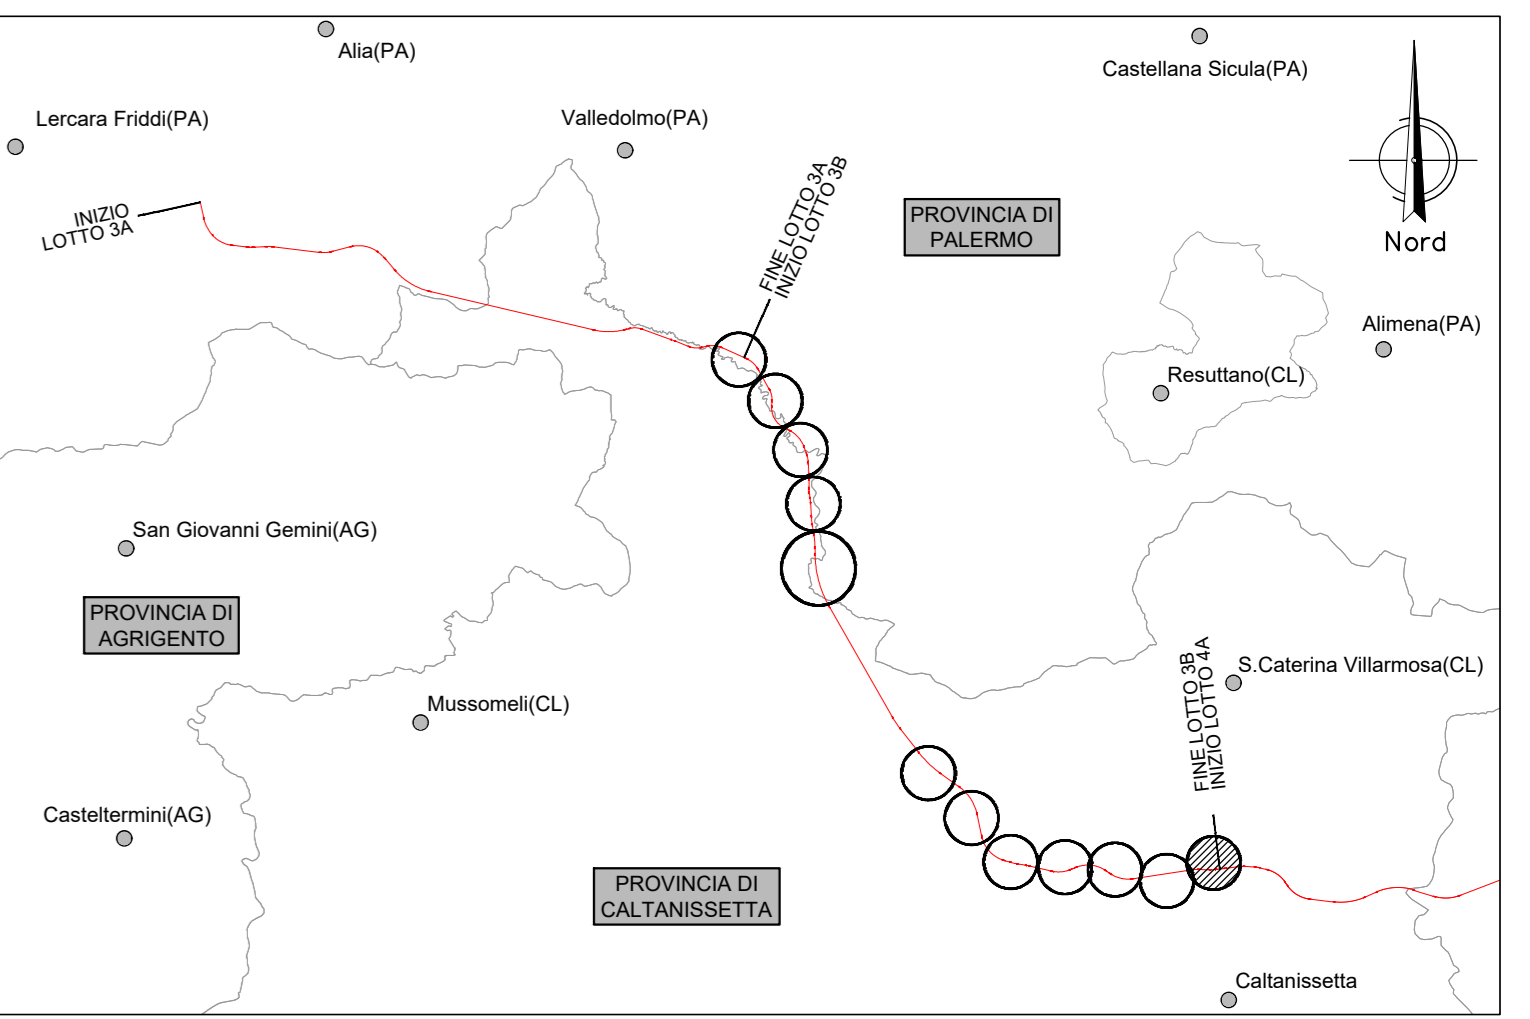 Alia(PA)
Castellana Sicula(PA)
Lercara Friddi(PA)
Valledolmo(PA)
INIZIO
LOTTO 3A
FINE LOTTO 3A
INIZIO LOTTO 3B
PROVINCIA DI
PALERMO
Nord
Alimena(PA)
Resuttano(CL)
San Giovanni Gemini(AG)
PROVINCIA DI
AGRIGENTO
S.Caterina Villarmosa(CL)
FINE LOTTO 3B
INIZIO LOTTO 4A
Mussomeli(CL)
Casteltermini(AG)
PROVINCIA DI
CALTANISSETTA
Caltanissetta